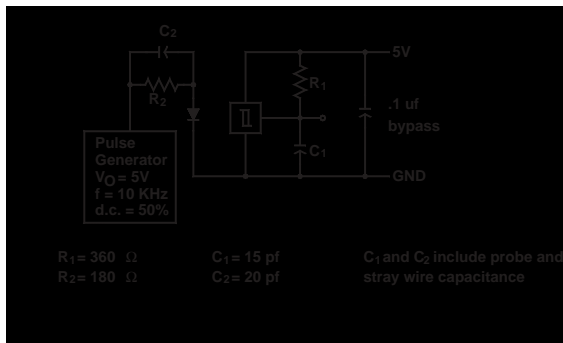 C2
5V
R1
R2
.1 uf
bypass
Pulse
Generator
VO = 5V
f = 10 KHz
d.c. = 50%
C1
GND
R1 = 360 Ω
R2 = 180 Ω
C1 = 15 pf
C2 = 20 pf
C1 and C2 include probe and
stray wire capacitance